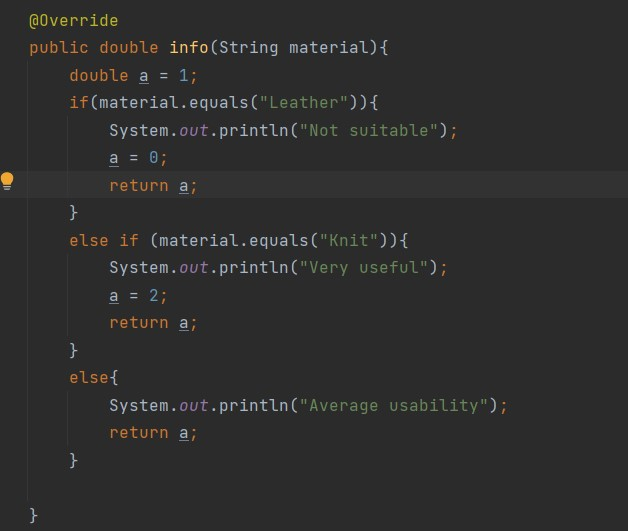 @Override
public double info(String material){
    double a = 1;
    if(material.equals("Leather")){
        System.out.println("Not suitable");
        a = 0;
        return a;
    }
    else if (material.equals("Knit")){
        System.out.println("Very useful");
        a = 2;
        return a;
    }
    else{
        System.out.println("Average usability");
        return a;
    }

}